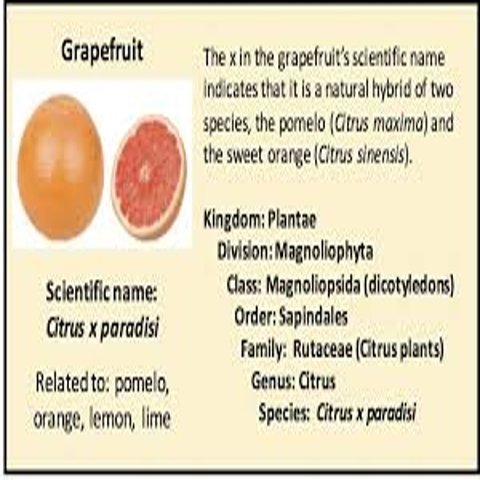 Grapefruit
Scientific name:
Citrus x paradisi
Related to: pomelo,
orange, lemon, lime
The x in the grapefruit's scientific name
indicates that it is a natural hybrid of two
species, the pomelo (Citrus maxima) and
the sweet orange (Citrus sinensis).
Kingdom: Plantae
Division: Magnoliophyta
Class: Magnoliopsida (dicotyledons)
Order: Sapindales
Family: Rutaceae (Citrus plants)
Genus: Citrus
Species: Citrus x paradisi